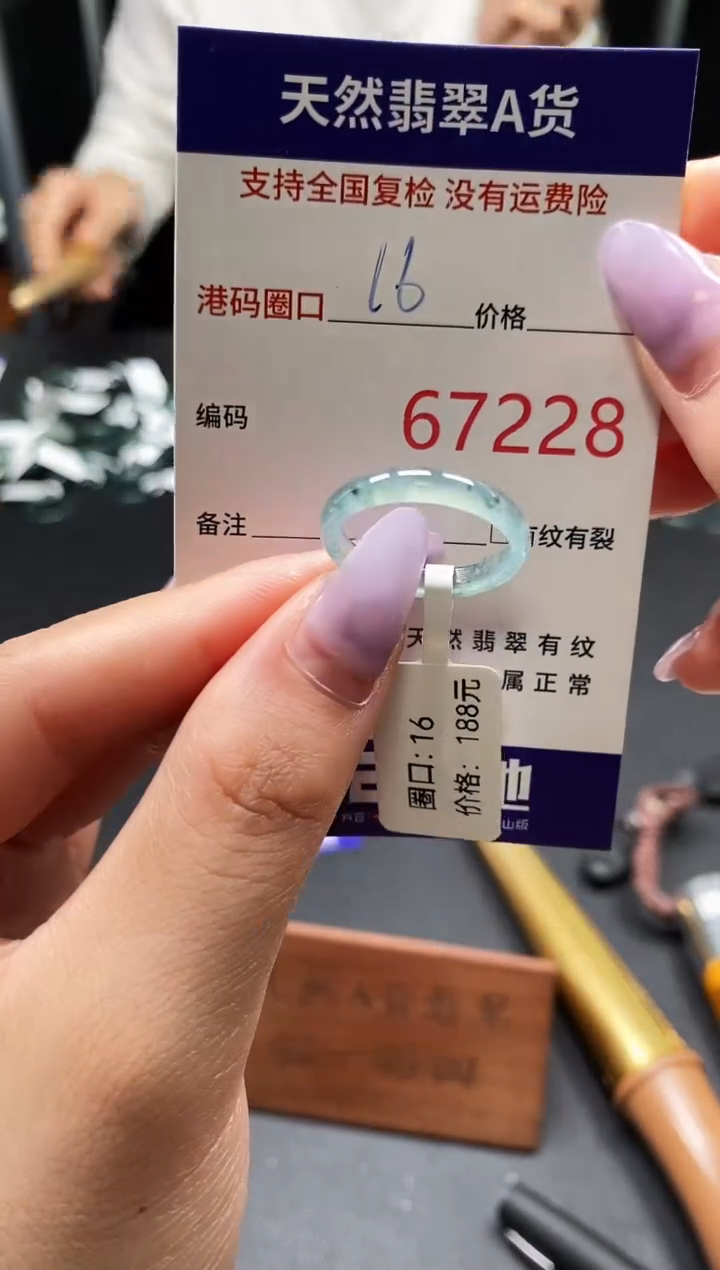 天然翡翠A货
支持全国复检 没有运费险
港码圈口 16 价格
编码 67228
备注 有纹有裂
天然翡翠有纹
属正常
圈口: 16
价格: 188元